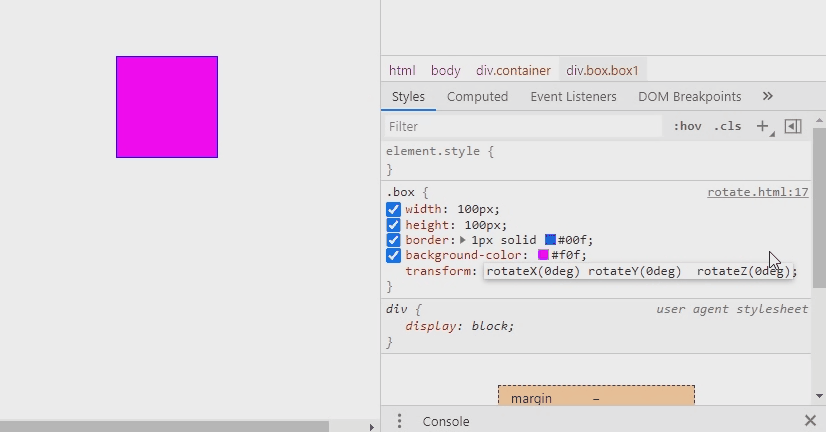 html body div.container div.box.box1
Styles Computed Event Listeners DOM Breakpoints »
Filter :hov .cls +
element.style {
}
.box { rotate.html:17
width: 100px;
height: 100px;
border: 1px solid #00f;
background-color: #f0f;
transform: rotateX(0deg) rotateY(0deg) rotateZ(0deg);
}
div { user agent stylesheet
display: block;
}
margin –
Console